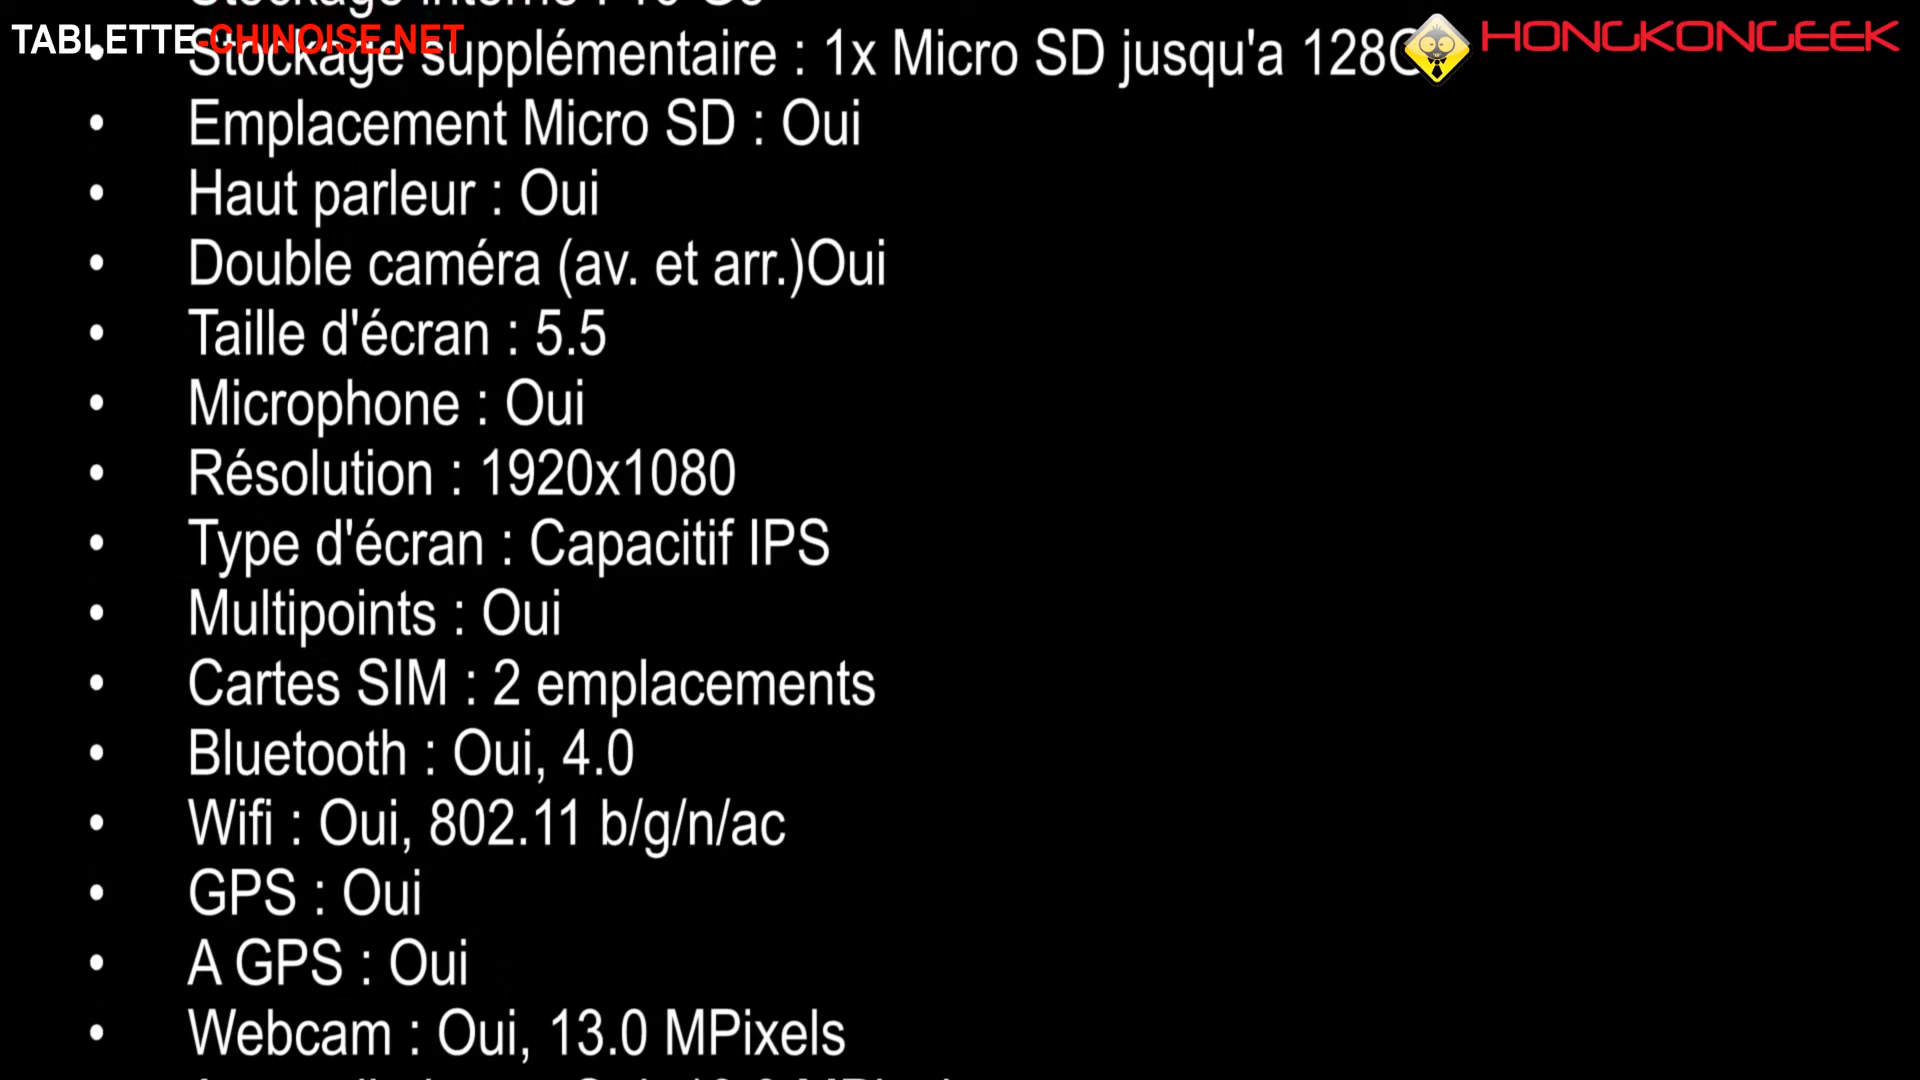 TABLETTE-CHINOISE.NET
HONGKONGEEK
Stockage supplémentaire : 1x Micro SD jusqu'a
• Emplacement Micro SD : Oui
• Haut parleur : Oui
• Double caméra (av. et arr.)Oui
• Taille d'écran : 5.5
• Microphone : Oui
• Résolution : 1920x1080
• Type d'écran : Capacitif IPS
• Multipoints : Oui
• Cartes SIM : 2 emplacements
• Bluetooth : Oui, 4.0
• Wifi : Oui, 802.11 b/g/n/ac
• GPS : Oui
• A GPS : Oui
• Webcam : Oui, 13.0 MPixels